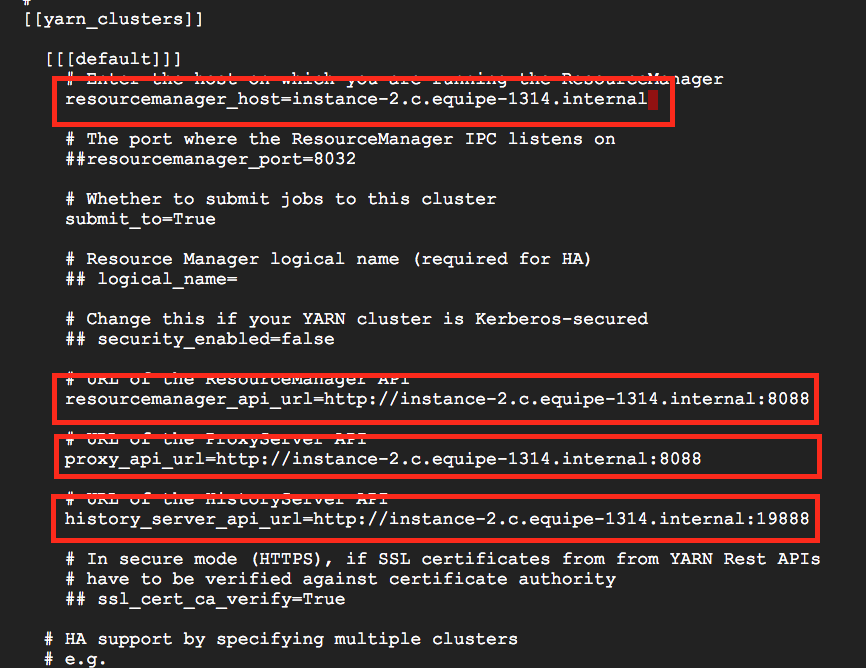 #
[[yarn_clusters]]
[[[default]]]
# Enter the host on which you are running the ResourceManager
resourcemanager_host=instance-2.c.equipe-1314.internal
# The port where the ResourceManager IPC listens on
##resourcemanager_port=8032
# Whether to submit jobs to this cluster
submit_to=True
# Resource Manager logical name (required for HA)
## logical_name=
# Change this if your YARN cluster is Kerberos-secured
## security_enabled=false
# URL of the ResourceManager API
resourcemanager_api_url=http://instance-2.c.equipe-1314.internal:8088
# URL of the ProxyServer API
proxy_api_url=http://instance-2.c.equipe-1314.internal:8088
# URL of the HistoryServer API
history_server_api_url=http://instance-2.c.equipe-1314.internal:19888
# In secure mode (HTTPS), if SSL certificates from from YARN Rest APIs
# have to be verified against certificate authority
## ssl_cert_ca_verify=True
# HA support by specifying multiple clusters
# e.g.